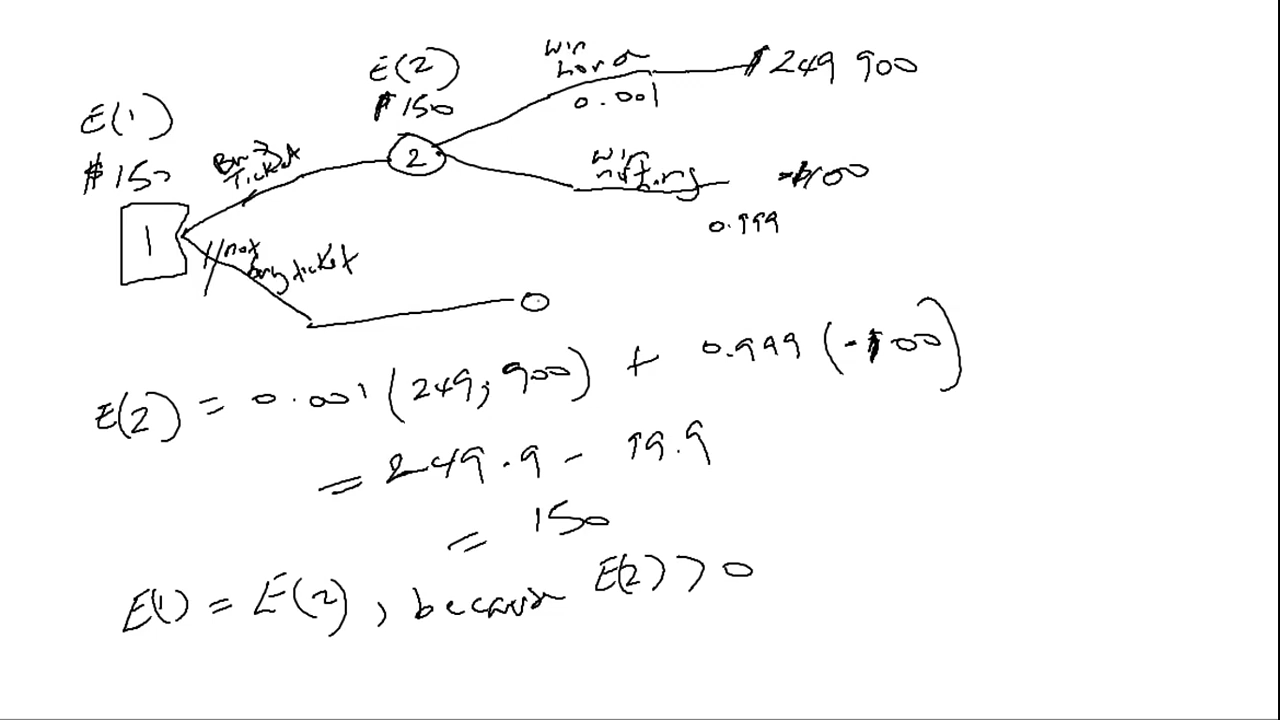 E(1)
$150
1
Buy
Ticket
//not
buy ticket
E(2)
$150
2
win
0.001
$249 900
win
nothing
0.999
-$100
0
E(2) = 0.001 (249,900) + 0.999 (-100)
= 249.9 - 99.9
= 150
E(1) = E(2), because E(2) > 0